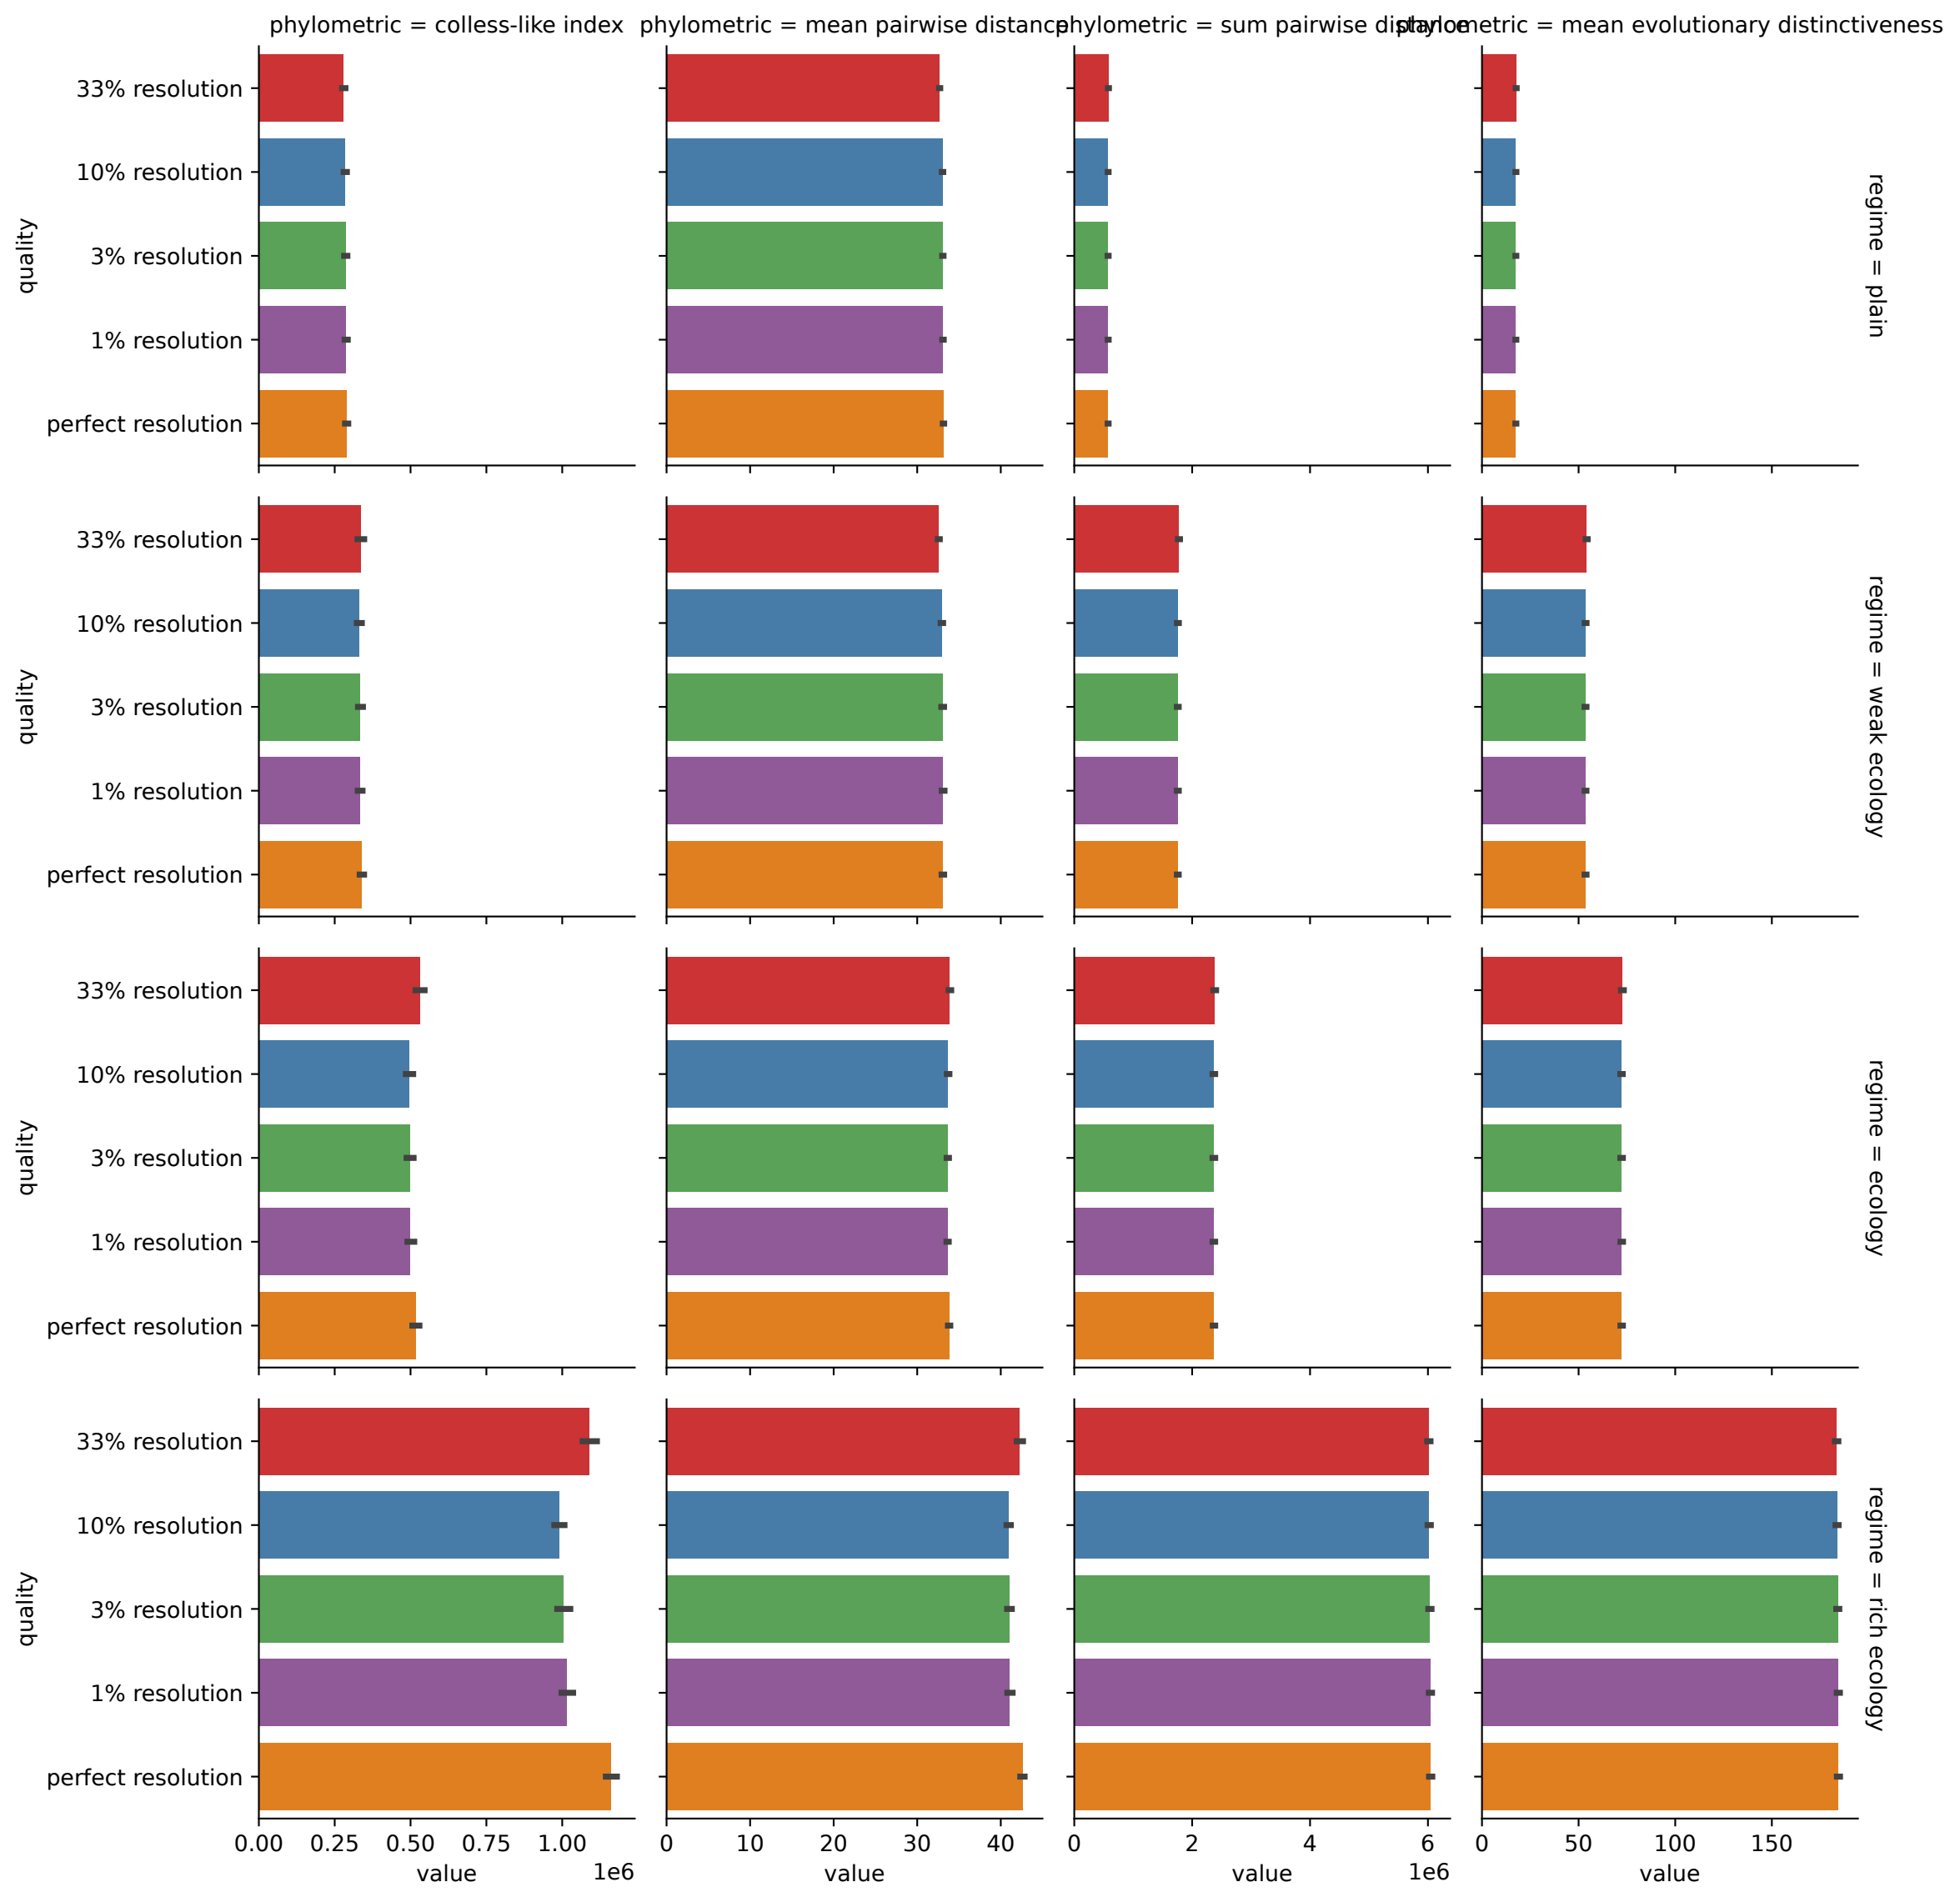 phylometric = colless-like index
phylometric = mean pairwise distance
phylometric = sum pairwise distance
phylometric = mean evolutionary distinctiveness
33% resolution
10% resolution
3% resolution
1% resolution
perfect resolution
quality
regime = plain
33% resolution
10% resolution
3% resolution
1% resolution
perfect resolution
quality
regime = weak ecology
33% resolution
10% resolution
3% resolution
1% resolution
perfect resolution
quality
regime = ecology
33% resolution
10% resolution
3% resolution
1% resolution
perfect resolution
quality
regime = rich ecology
0.00 0.25 0.50 0.75 1.00
1e6
value
0 10 20 30 40
value
0 2 4 6
1e6
value
0 50 100 150
value